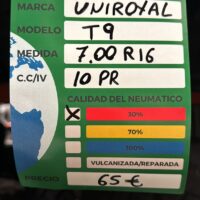 MARCA UNIROYAL
MODELO T9
MEDIDA 7,00 R16
C.C/IV 10 PR
CALIDAD DEL NEUMATICO
X 30%
70%
100%
VULCANIZADA/REPARADA
PRECIO 65 €